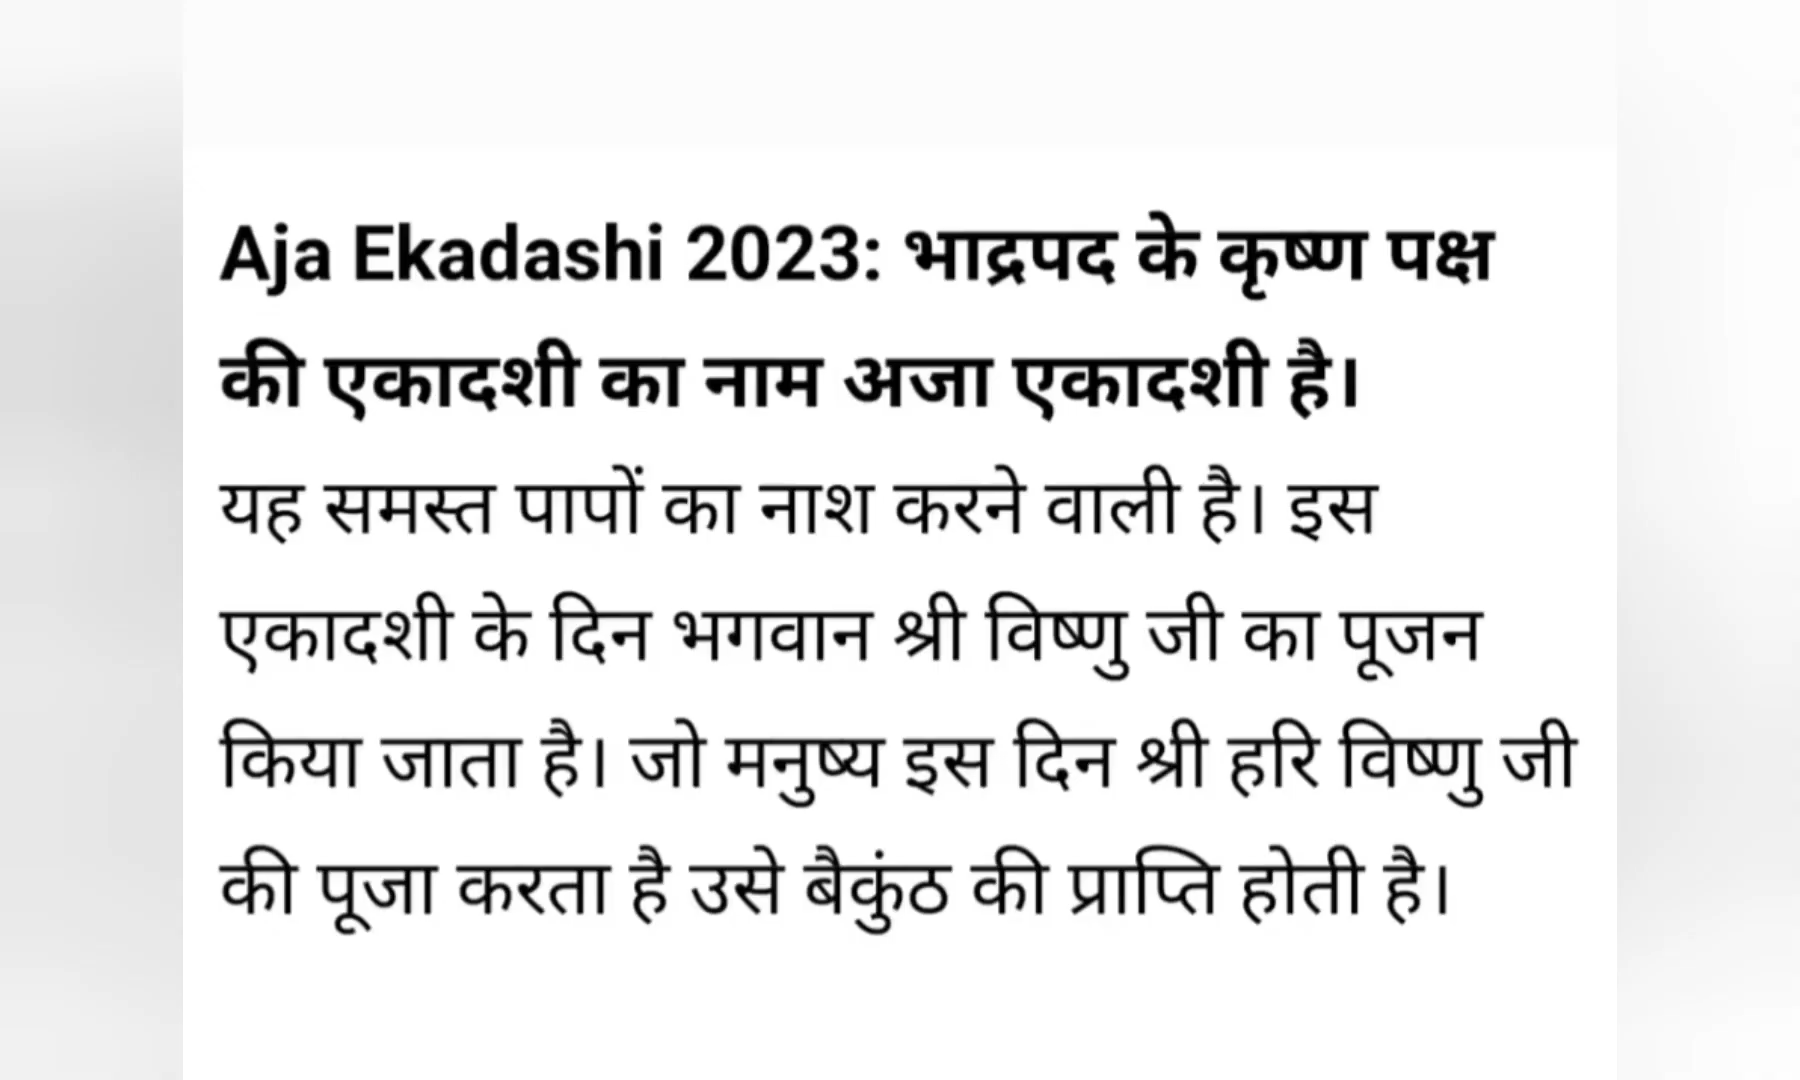 Aja Ekadashi 2023: भाद्रपद के कृष्ण पक्ष
की एकादशी का नाम अजा एकादशी है।
यह समस्त पापों का नाश करने वाली है। इस
एकादशी के दिन भगवान श्री विष्णु जी का पूजन
किया जाता है। जो मनुष्य इस दिन श्री हरि विष्णु जी
की पूजा करता है उसे बैकुंठ की प्राप्ति होती है।